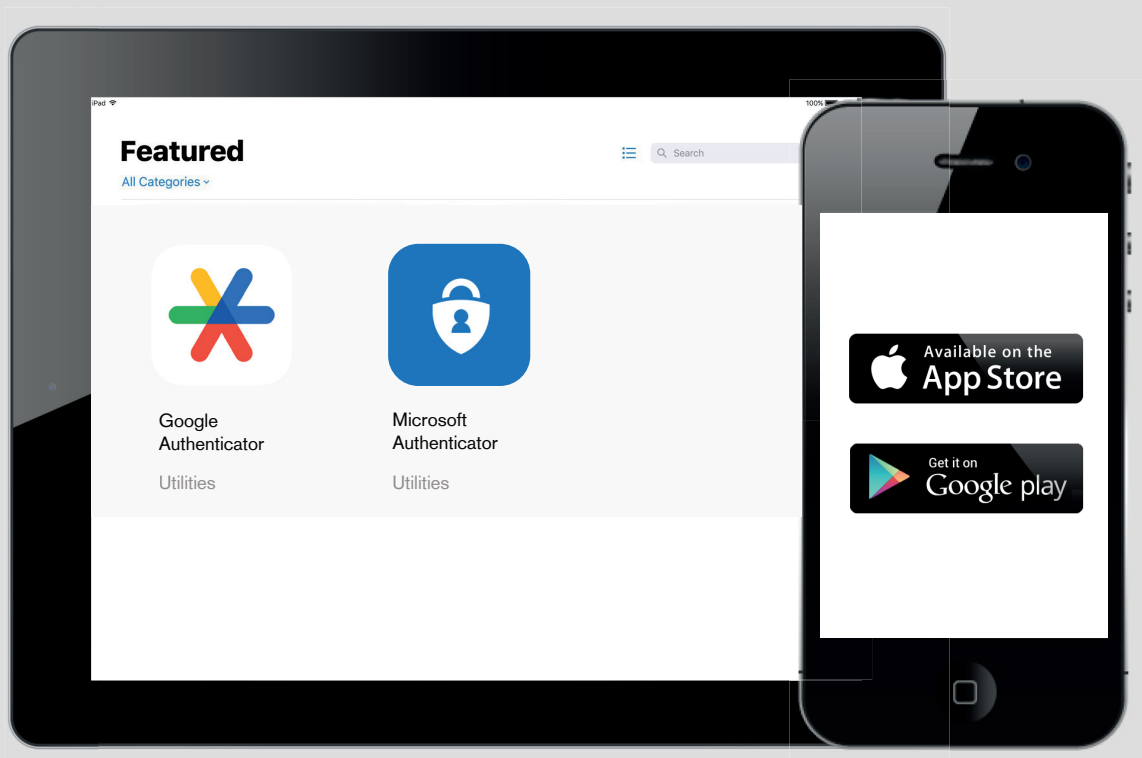 iPad
100%
Featured
Search
All Categories
Google
Authenticator
Utilities
Microsoft
Authenticator
Utilities
Available on the
App Store
Get it on
Google play